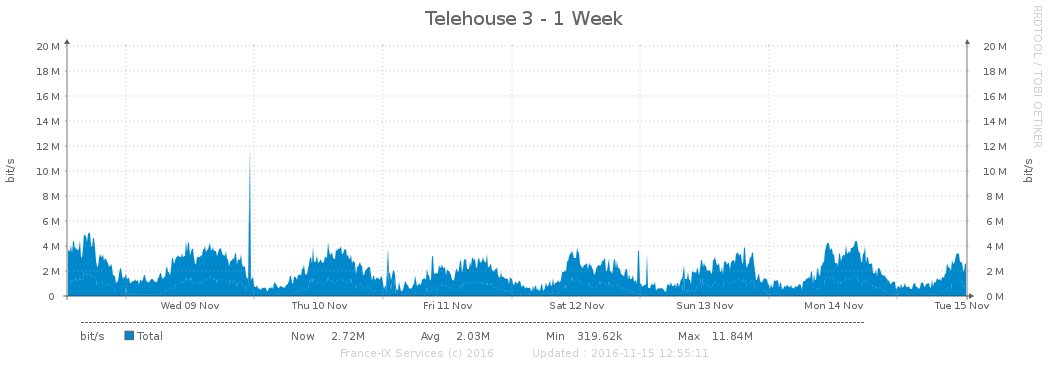 Telehouse 3 - 1 Week
RRDTOOL / TOBI OETIKER
bit/s
20 M 20 M
18 M 18 M
16 M 16 M
14 M 14 M
12 M 12 M
10 M 10 M
8 M 8 M
6 M 6 M
4 M 4 M
2 M 2 M
0 0 M
bit/s
Wed 09 Nov Thu 10 Nov Fri 11 Nov Sat 12 Nov Sun 13 Nov Mon 14 Nov Tue 15 Nov
bit/s Total Now 2.72M Avg 2.03M Min 319.62k Max 11.84M
France-IX Services (c) 2016 Updated : 2016-11-15 12:55:11